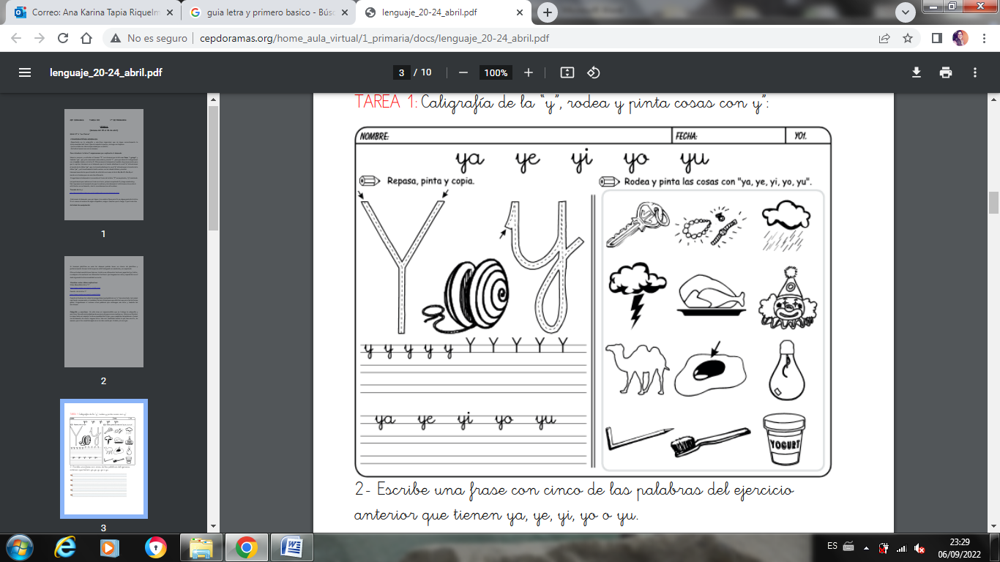 Correo: Ana Karina Tapia Riquelm
guia letra y primero basico - Búsc
lenguaje_20-24_abril.pdf
No es seguro
cepdoramas.org/home_aula_virtual/1_primaria/docs/lenguaje_20-24_abril.pdf
lenguaje_20-24_abril.pdf
3 / 10
100%
1
2
3
TAREA 1: Caligrafía de la "y", rodea y pinta cosas con y":
NOMBRE:
FECHA:
YO1.
ya ye yi yo yu
Repasa, pinta y copia.
Rodea y pinta las cosas con "ya, ye, yi, yo, yu".
Y y
y y y y y Y Y Y Y Y
ya ye yi yo yu
YOGURT
2- Escribe una frase con cinco de las palabras del ejercicio
anterior que tienen ya, ye, yi, yo o yu.
ES
23:29
06/09/2022